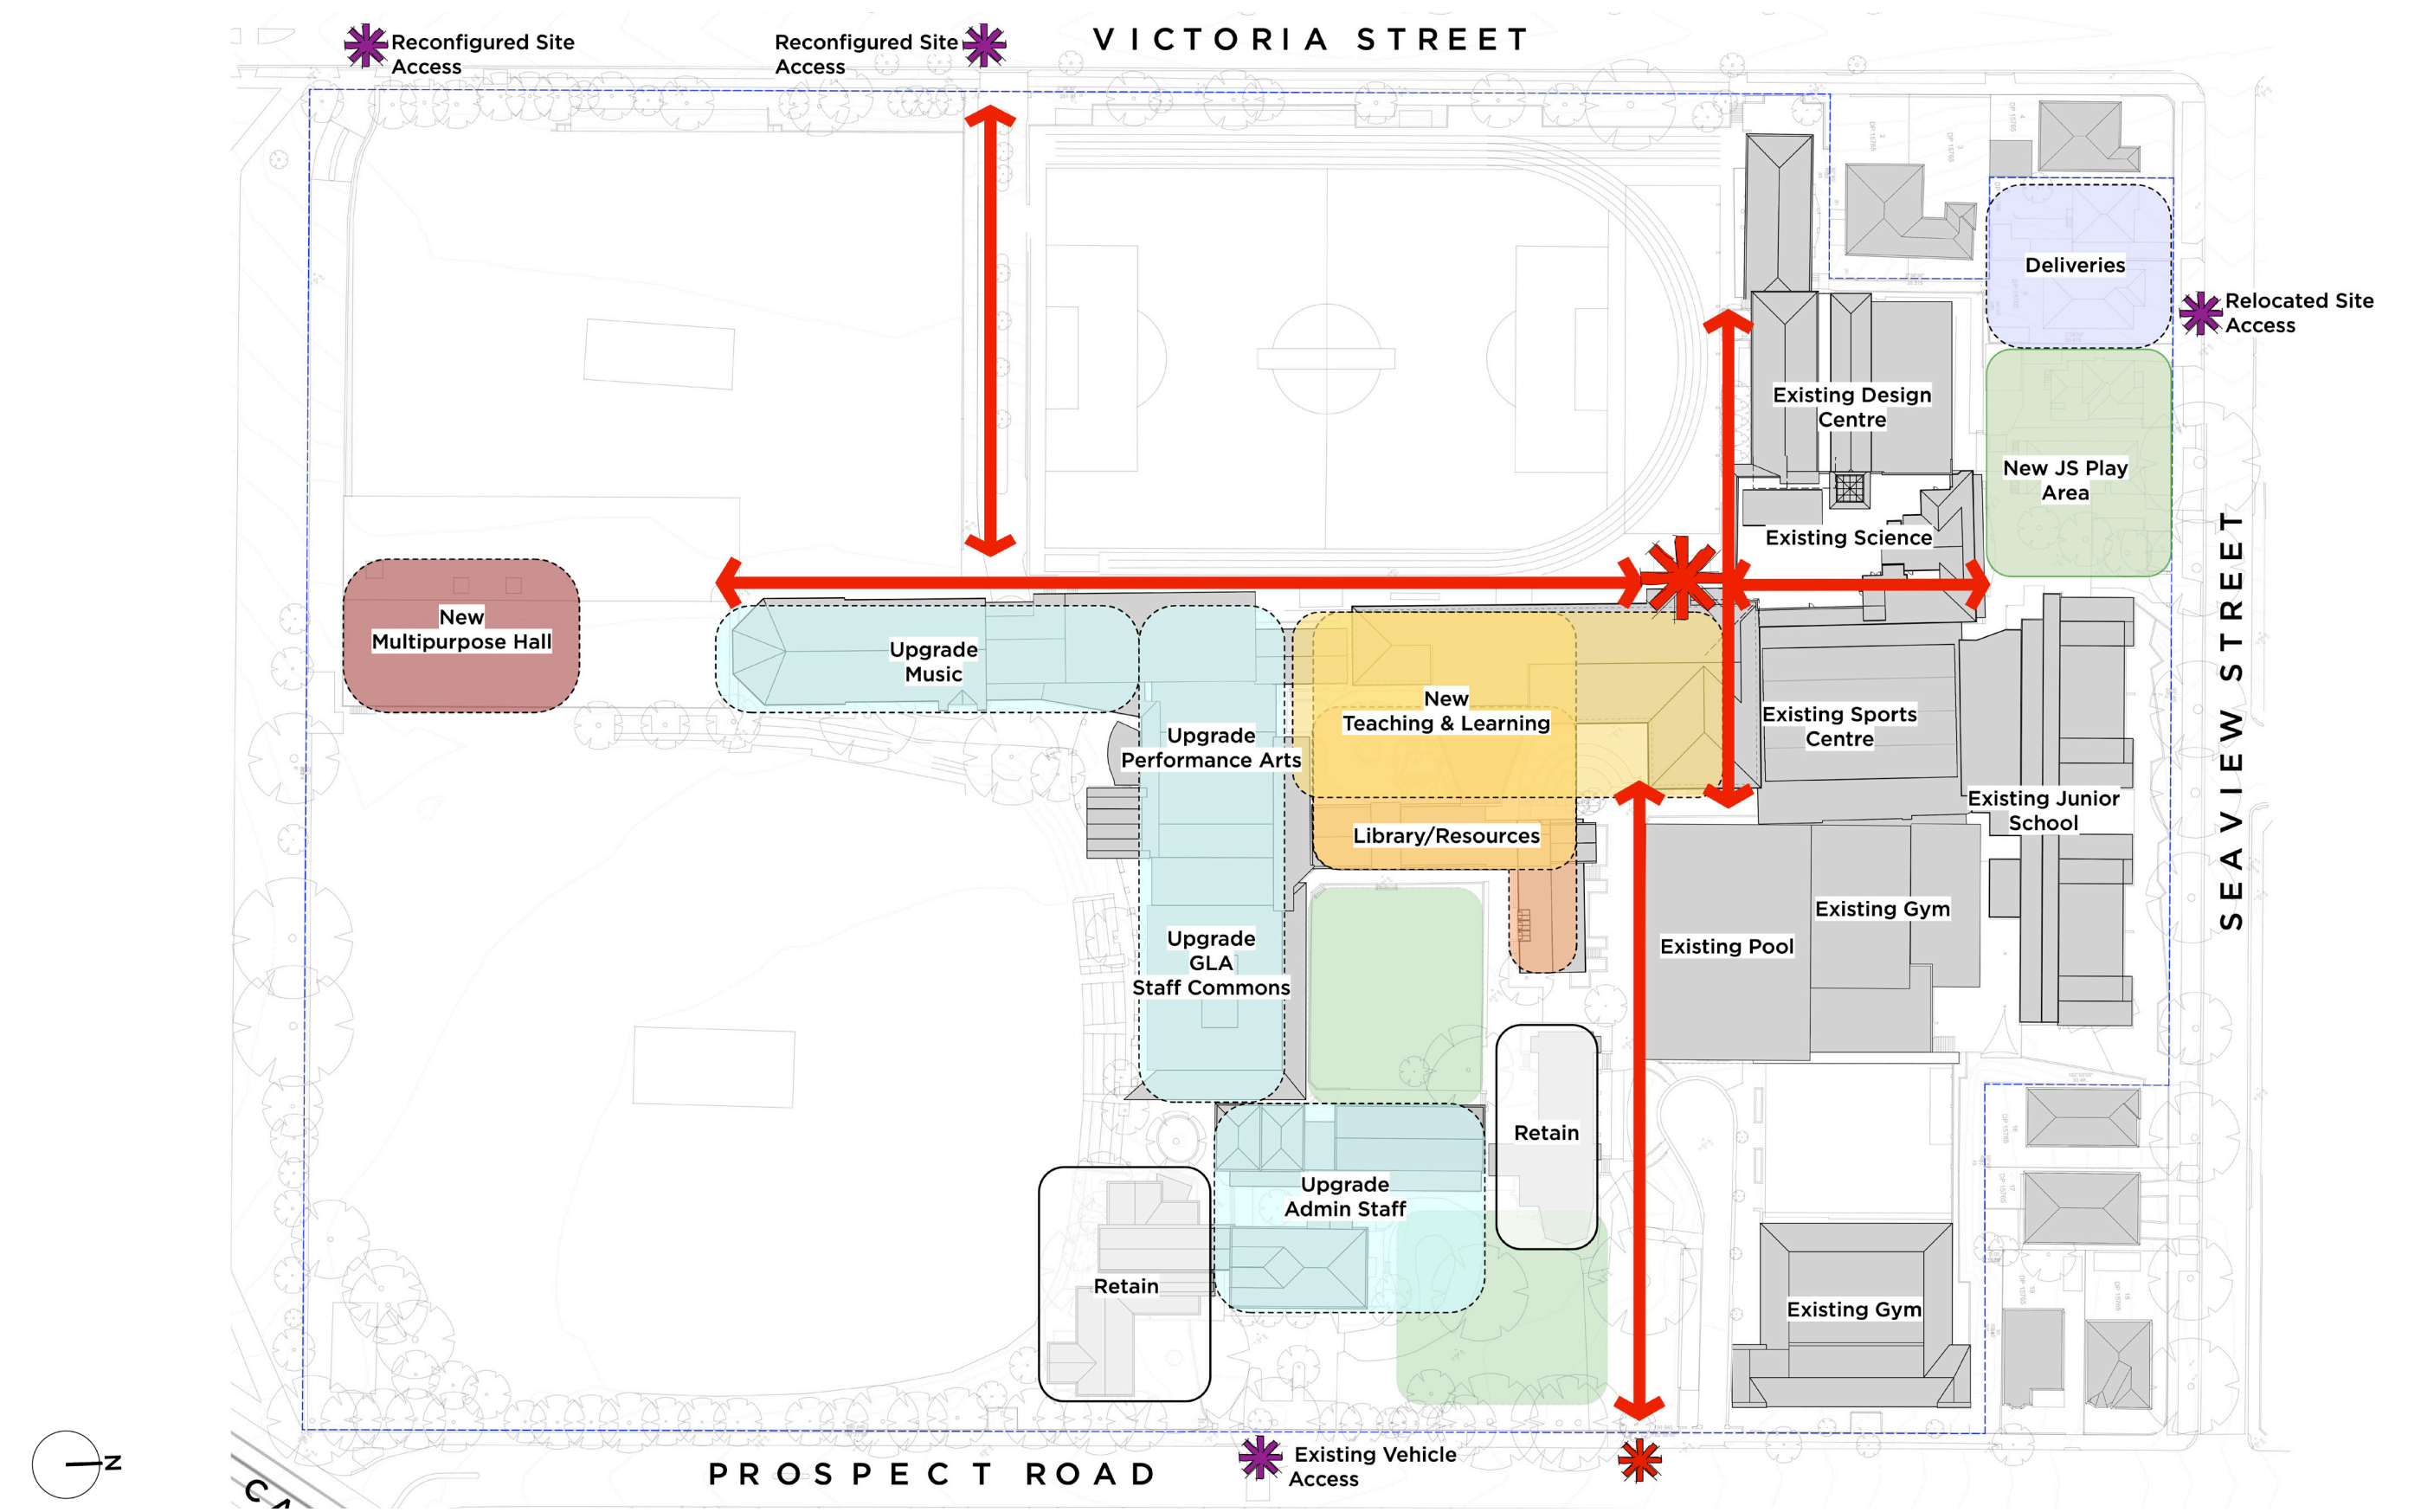 VICTORIA STREET
Reconfigured Site
Access
Reconfigured Site
Access
Deliveries
Relocated Site
Access
Existing Design
Centre
New JS Play
Area
Existing Science
SEAVIEW STREET
New
Multipurpose Hall
Upgrade
Music
Upgrade
Performance Arts
New
Teaching & Learning
Existing Sports
Centre
Existing Junior
School
Library/Resources
Existing Gym
Existing Pool
Upgrade
GLA
Staff Commons
Retain
Upgrade
Admin Staff
Retain
Existing Gym
Existing Vehicle
Access
PROSPECT ROAD
N
CA